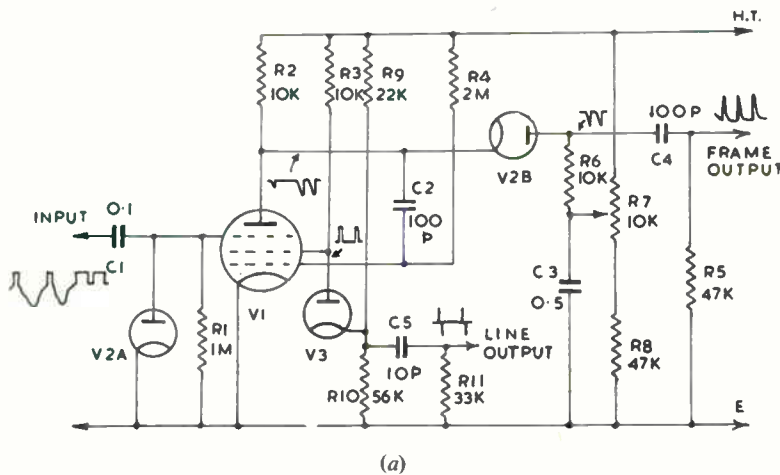 H.T.
R2
10K
R3
10K
R9
22K
R4
2M
100P
C4
FRAME
OUTPUT
V2B
R6
10K
R7
10K
C2
100
P
INPUT
0·1
C1
V1
R1
1M
V2A
V3
C5
10P
LINE
OUTPUT
C3
0·5
R5
47K
R8
47K
R10
56K
R11
33K
E
(a)